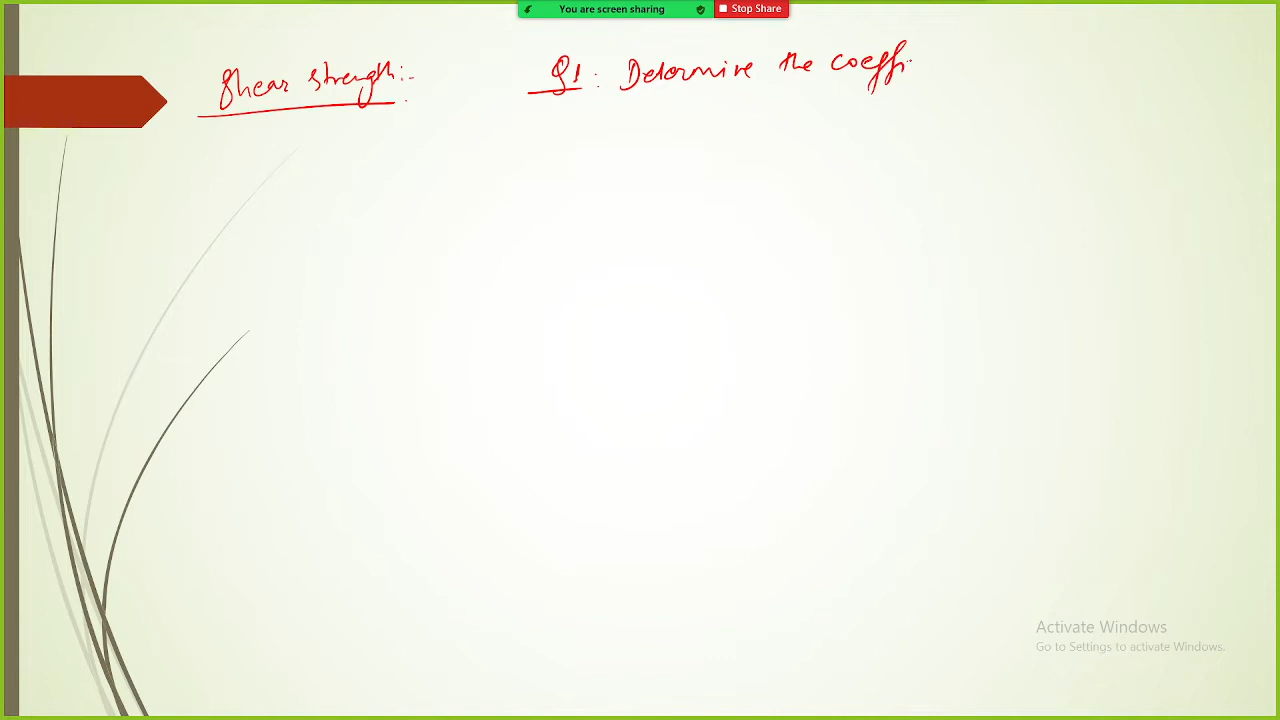 You are screen sharing
Stop Share
Shear strength:-
Q1: Determine the coeffi
Activate Windows
Go to Settings to activate Windows.